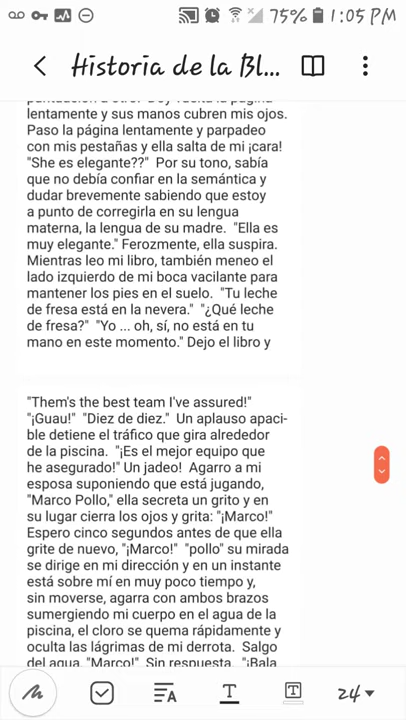 75% 1:05 PM
Historia de la Bl...
lentamente y sus manos cubren mis ojos.
Paso la página lentamente y parpadeo
con mis pestañas y ella salta de mi ¡cara!
"She es elegante??"  Por su tono, sabía
que no debía confiar en la semántica y
dudar brevemente sabiendo que estoy
a punto de corregirla en su lengua
materna, la lengua de su madre.  "Ella es
muy elegante." Ferozmente, ella suspira.
Mientras leo mi libro, también meneo el
lado izquierdo de mi boca vacilante para
mantener los pies en el suelo.  "Tu leche
de fresa está en la nevera."  "¿Qué leche
de fresa?"  "Yo ... oh, sí, no está en tu
mano en este momento." Dejo el libro y
"Them's the best team I've assured!"
"¡Guau!"  "Diez de diez."  Un aplauso apaci-
ble detiene el tráfico que gira alrededor
de la piscina.  "¡Es el mejor equipo que
he asegurado!" Un jadeo!  Agarro a mi
esposa suponiendo que está jugando,
"Marco Pollo," ella secreta un grito y en
su lugar cierra los ojos y grita: "¡Marco!"
Espero cinco segundos antes de que ella
grite de nuevo, "¡Marco!"  "pollo" su mirada
se dirige en mi dirección y en un instante
está sobre mí en muy poco tiempo y,
sin moverse, agarra con ambos brazos
sumergiendo mi cuerpo en el agua de la
piscina, el cloro se quema rápidamente y
oculta las lágrimas de mi derrota.  Salgo
del agua, "Marco!"  Sin respuesta.  "¡Bala
24